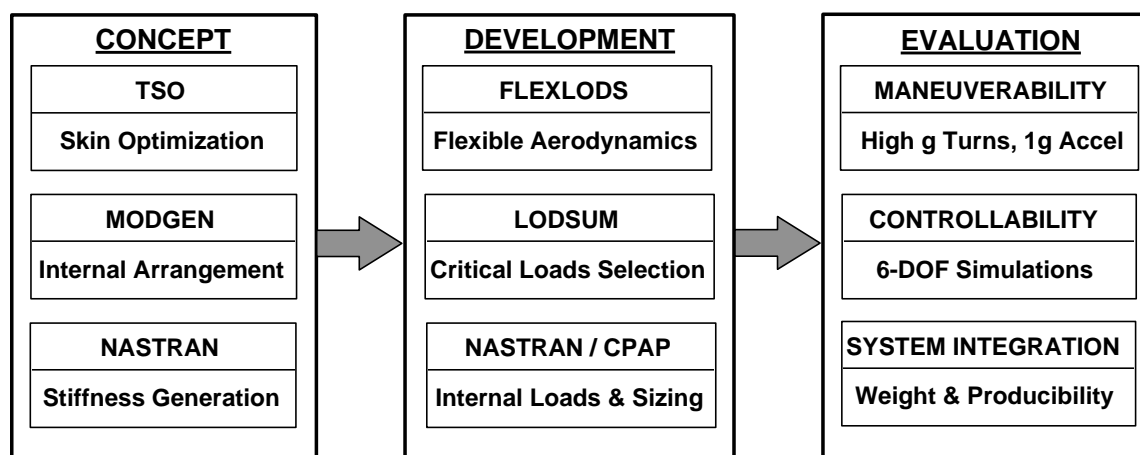 CONCEPT
TSO
Skin Optimization
MODGEN
Internal Arrangement
NASTRAN
Stiffness Generation
DEVELOPMENT
FLEXLODS
Flexible Aerodynamics
LODSUM
Critical Loads Selection
NASTRAN / CPAP
Internal Loads & Sizing
EVALUATION
MANEUVERABILITY
High g Turns, 1g Accel
CONTROLLABILITY
6-DOF Simulations
SYSTEM INTEGRATION
Weight & Producibility